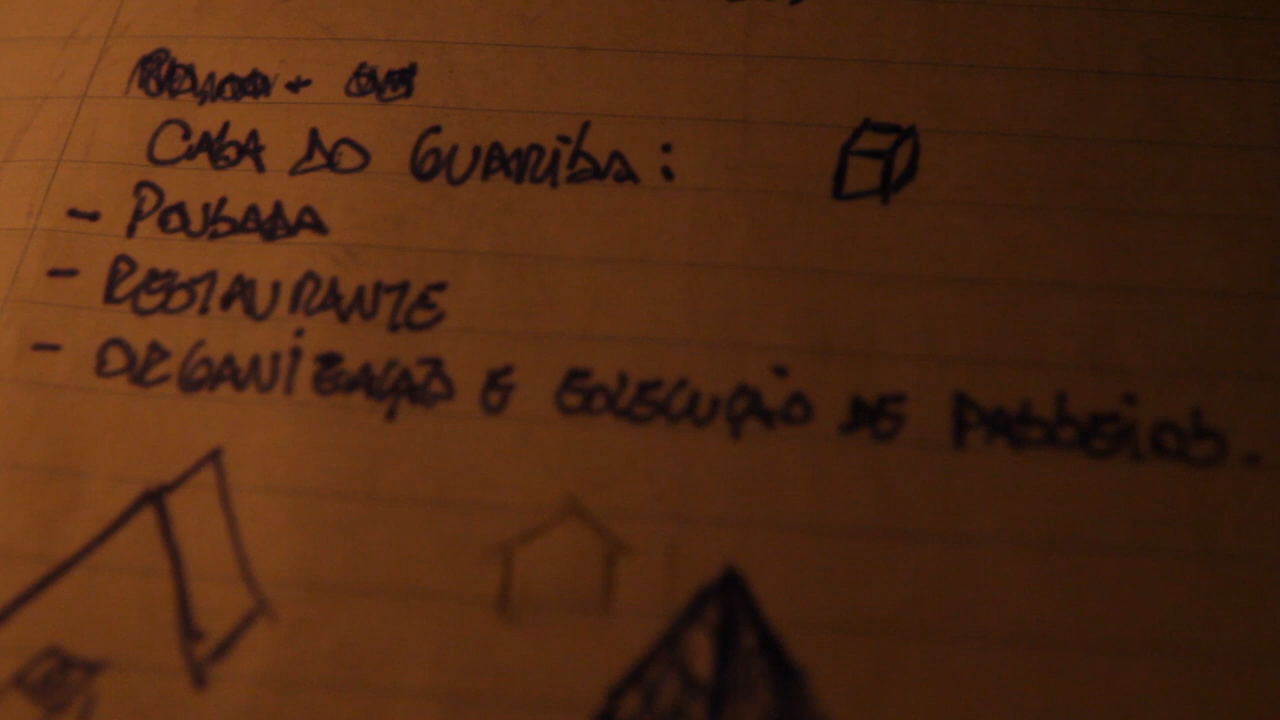 CASA DO GUARIBA:
- POUSADA
- RESTAURANTE
- ORGANIZAÇÃO E EXECUÇÃO DE PASSEIOS.